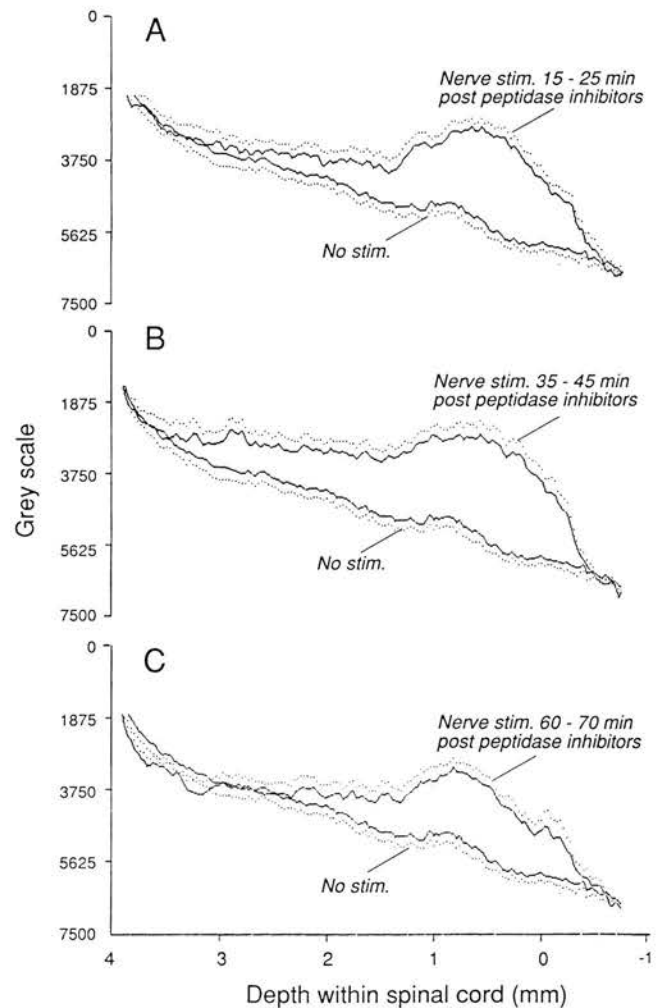 A
0
1875
3750
5625
7500
Nerve stim. 15 - 25 min
post peptidase inhibitors
No stim.
B
0
1875
3750
5625
7500
Nerve stim. 35 - 45 min
post peptidase inhibitors
No stim.
Grey scale
C
0
1875
3750
5625
7500
Nerve stim. 60 - 70 min
post peptidase inhibitors
No stim.
4 3 2 1 0 -1
Depth within spinal cord (mm)